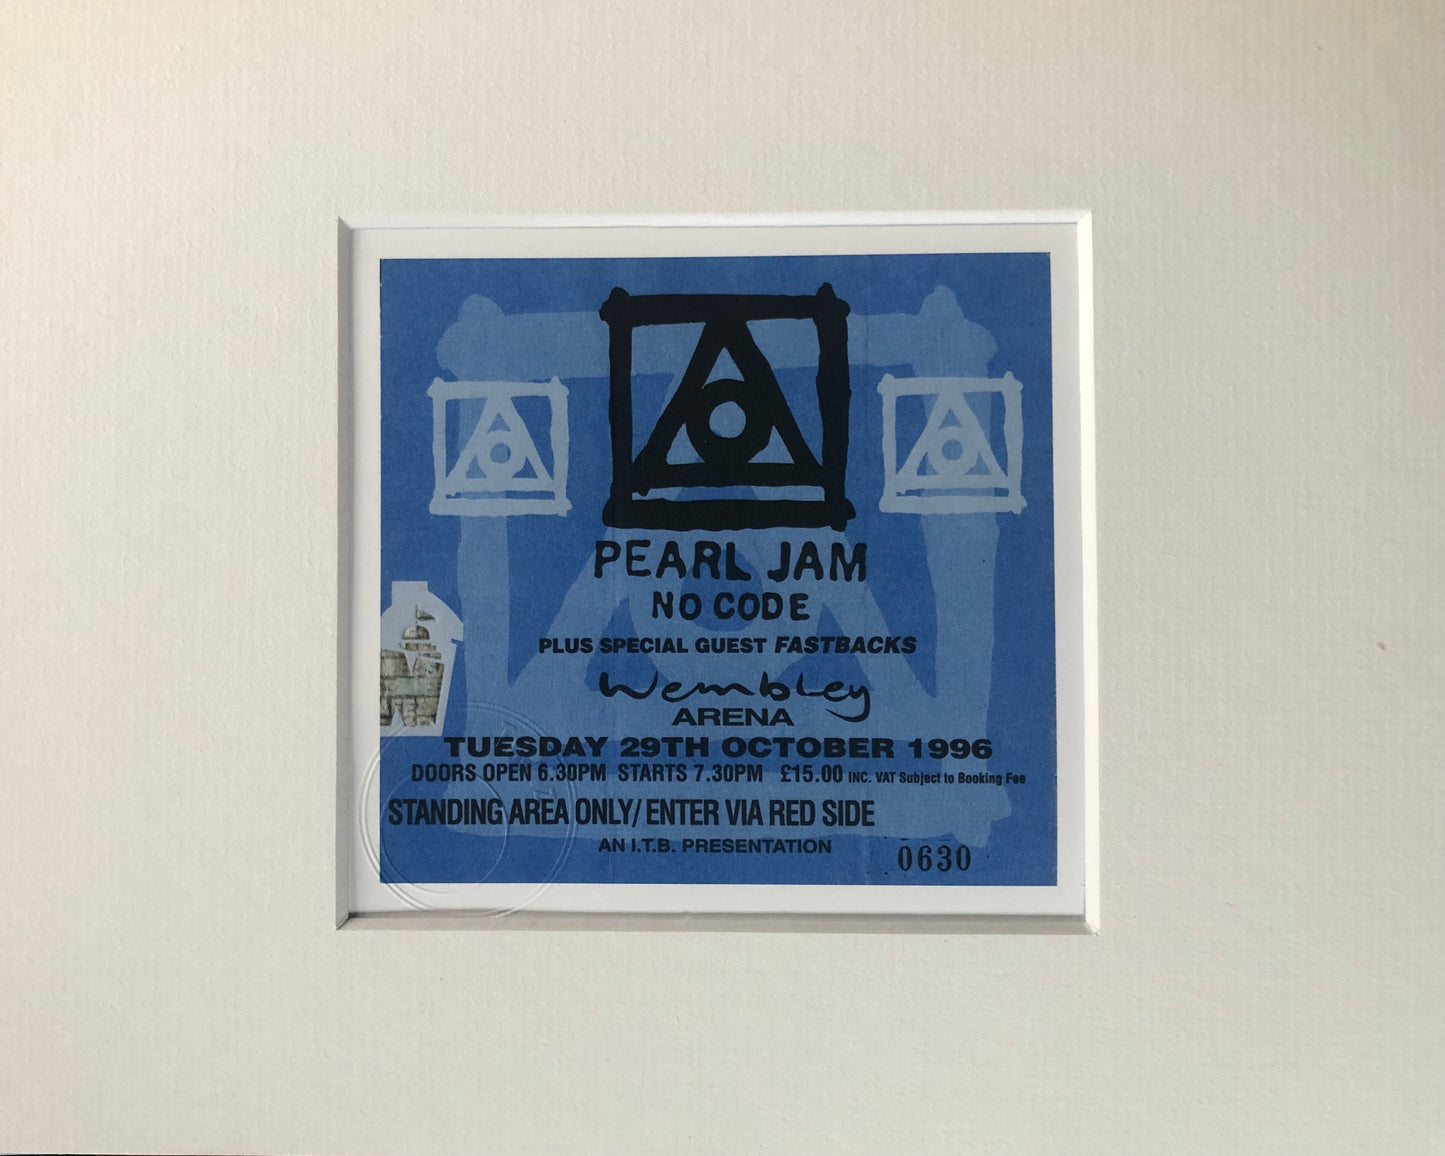 PEARL JAM
NO CODE
PLUS SPECIAL GUEST FASTBACKS
Wembley
ARENA
TUESDAY 29TH OCTOBER 1996
DOORS OPEN 6.30PM STARTS 7.30PM £15.00 INC. VAT Subject to Booking Fee
STANDING AREA ONLY/ ENTER VIA RED SIDE
AN I.T.B. PRESENTATION
0630